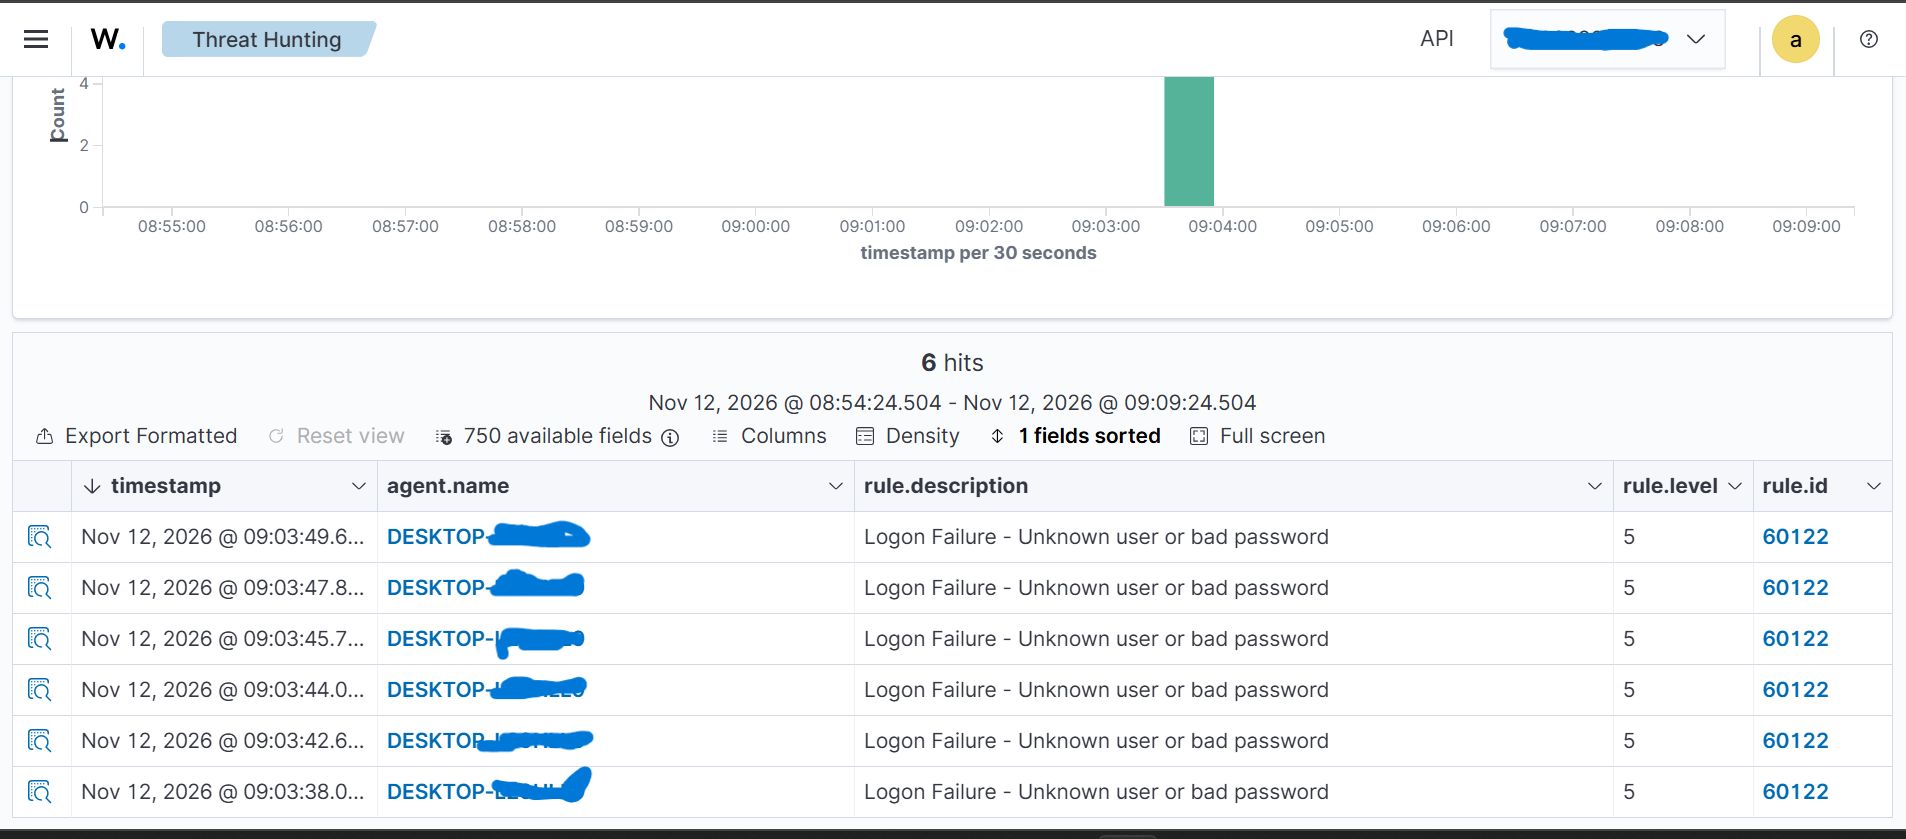 W. Threat Hunting API a
Count
4
2
0
08:55:00 08:56:00 08:57:00 08:58:00 08:59:00 09:00:00 09:01:00 09:02:00 09:03:00 09:04:00 09:05:00 09:06:00 09:07:00 09:08:00 09:09:00
timestamp per 30 seconds
6 hits
Nov 12, 2026 @ 08:54:24.504 - Nov 12, 2026 @ 09:09:24.504
Export Formatted Reset view 750 available fields Columns Density 1 fields sorted Full screen
timestamp agent.name rule.description rule.level rule.id
Nov 12, 2026 @ 09:03:49.6... DESKTOP- Logon Failure - Unknown user or bad password 5 60122
Nov 12, 2026 @ 09:03:47.8... DESKTOP- Logon Failure - Unknown user or bad password 5 60122
Nov 12, 2026 @ 09:03:45.7... DESKTOP- Logon Failure - Unknown user or bad password 5 60122
Nov 12, 2026 @ 09:03:44.0... DESKTOP- Logon Failure - Unknown user or bad password 5 60122
Nov 12, 2026 @ 09:03:42.6... DESKTOP Logon Failure - Unknown user or bad password 5 60122
Nov 12, 2026 @ 09:03:38.0... DESKTOP- Logon Failure - Unknown user or bad password 5 60122